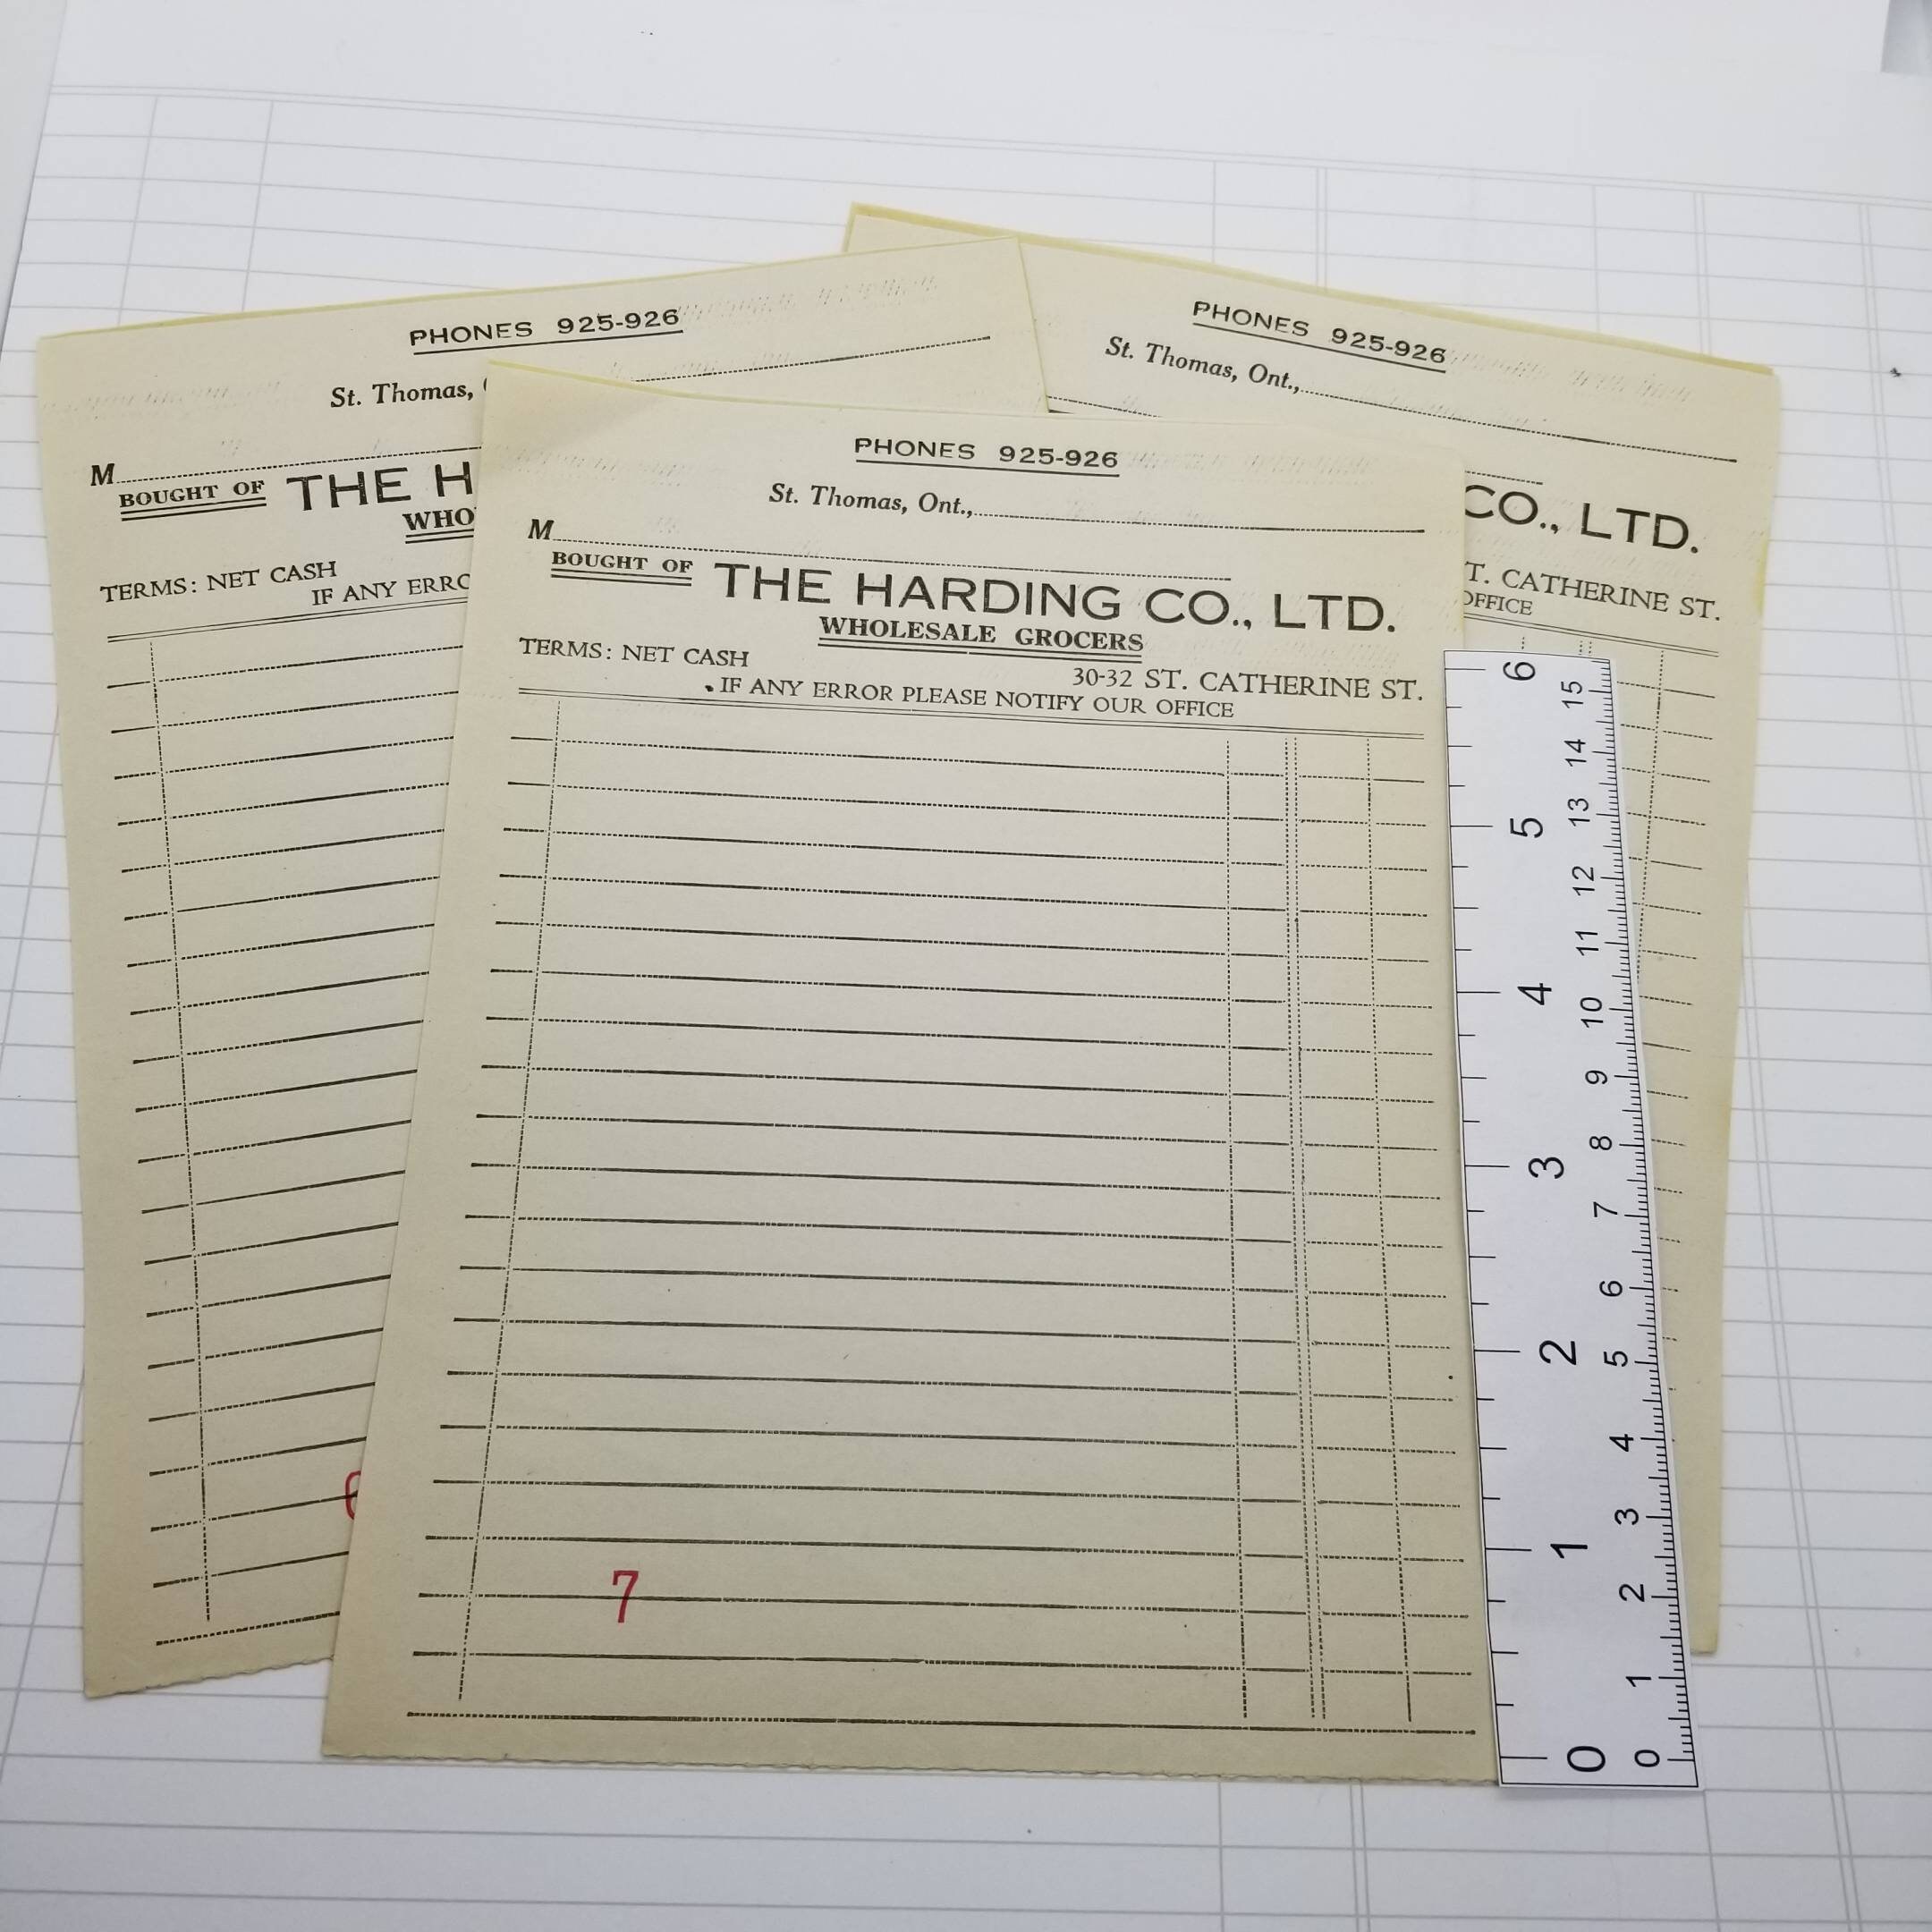 PHONES 925-926
St. Thomas,
M
BOUGHT OF THE H
WHO
TERMS: NET CASH
IF ANY ERRO
6
PHONES 925-926
St. Thomas, Ont.,
CO., LTD.
T. CATHERINE ST.
OFFICE
PHONES 925-926
St. Thomas, Ont.,
M
BOUGHT OF THE HARDING CO., LTD.
WHOLESALE GROCERS
TERMS: NET CASH
30-32 ST. CATHERINE ST.
IF ANY ERROR PLEASE NOTIFY OUR OFFICE
7
6 5 4 3 2 1 0
15 14 13 12 11 10 9 8 7 6 5 4 3 2 1 0